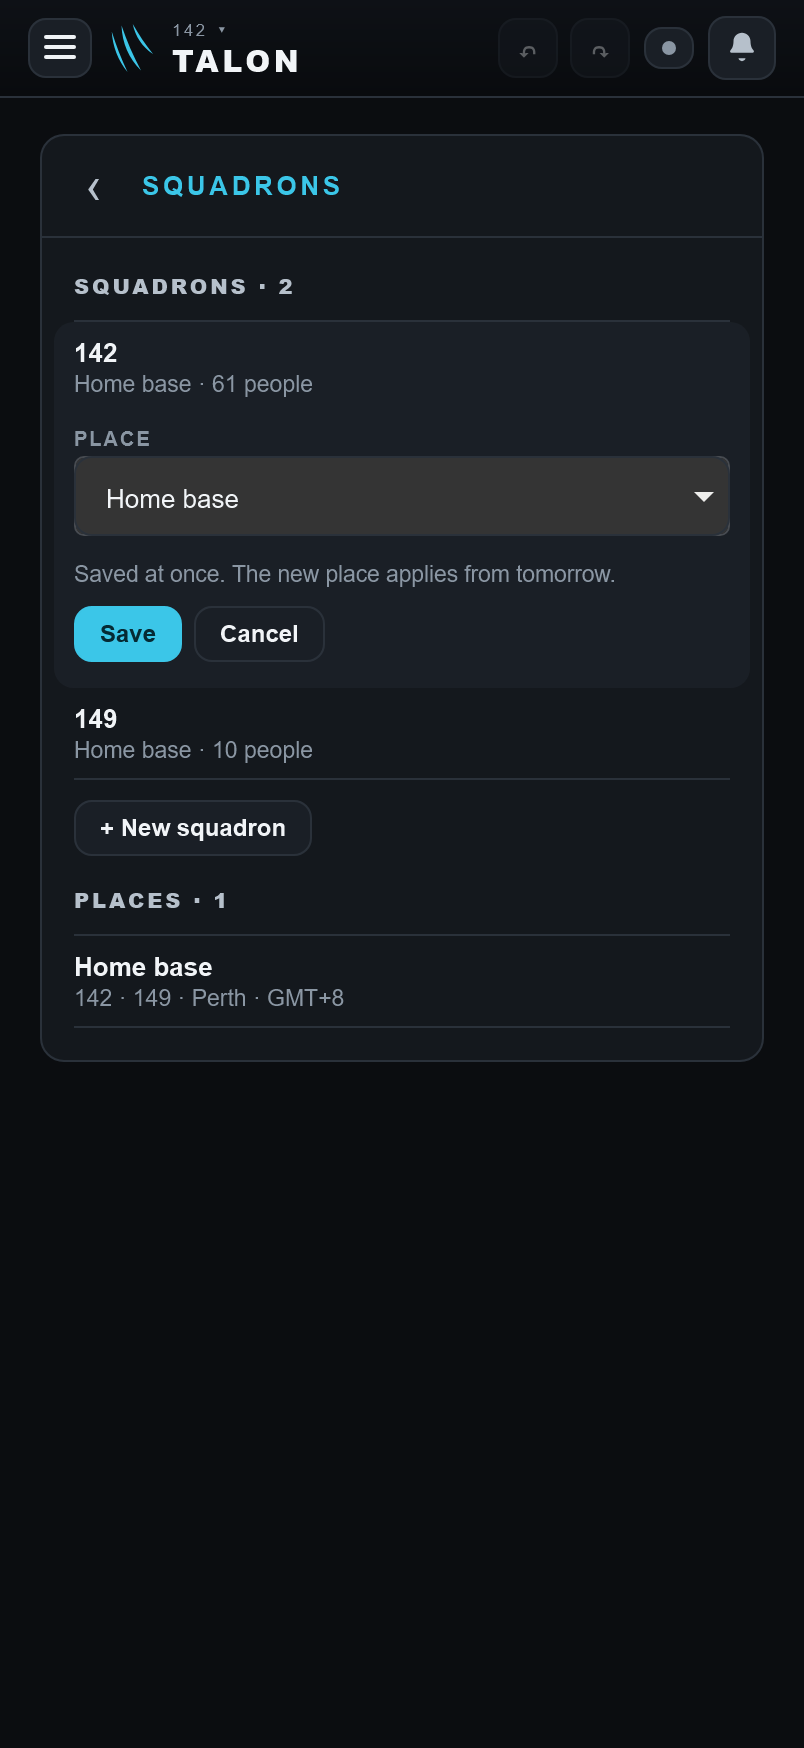 142 ▾
TALON
SQUADRONS
SQUADRONS · 2
142
Home base · 61 people
PLACE
Home base
Saved at once. The new place applies from tomorrow.
Save
Cancel
149
Home base · 10 people
+ New squadron
PLACES · 1
Home base
142 · 149 · Perth · GMT+8